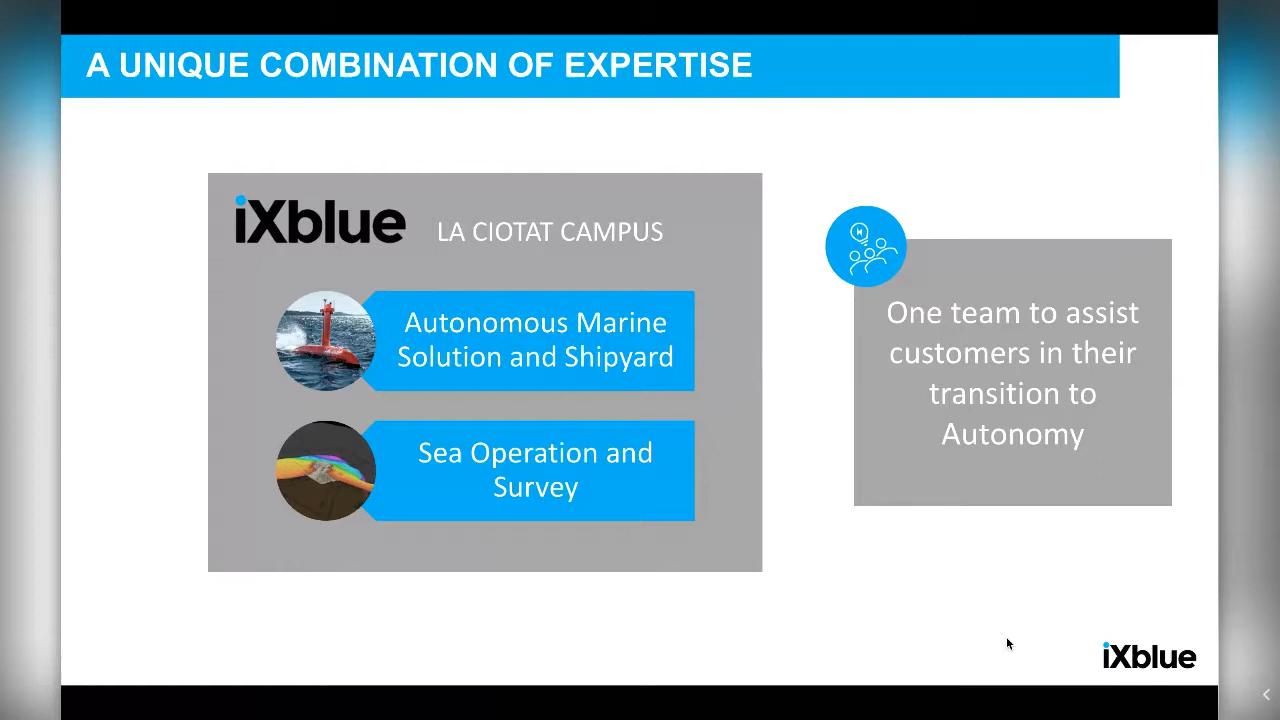 A UNIQUE COMBINATION OF EXPERTISE
iXblue LA CIOTAT CAMPUS
Autonomous Marine
Solution and Shipyard
Sea Operation and
Survey
One team to assist
customers in their
transition to
Autonomy
iXblue